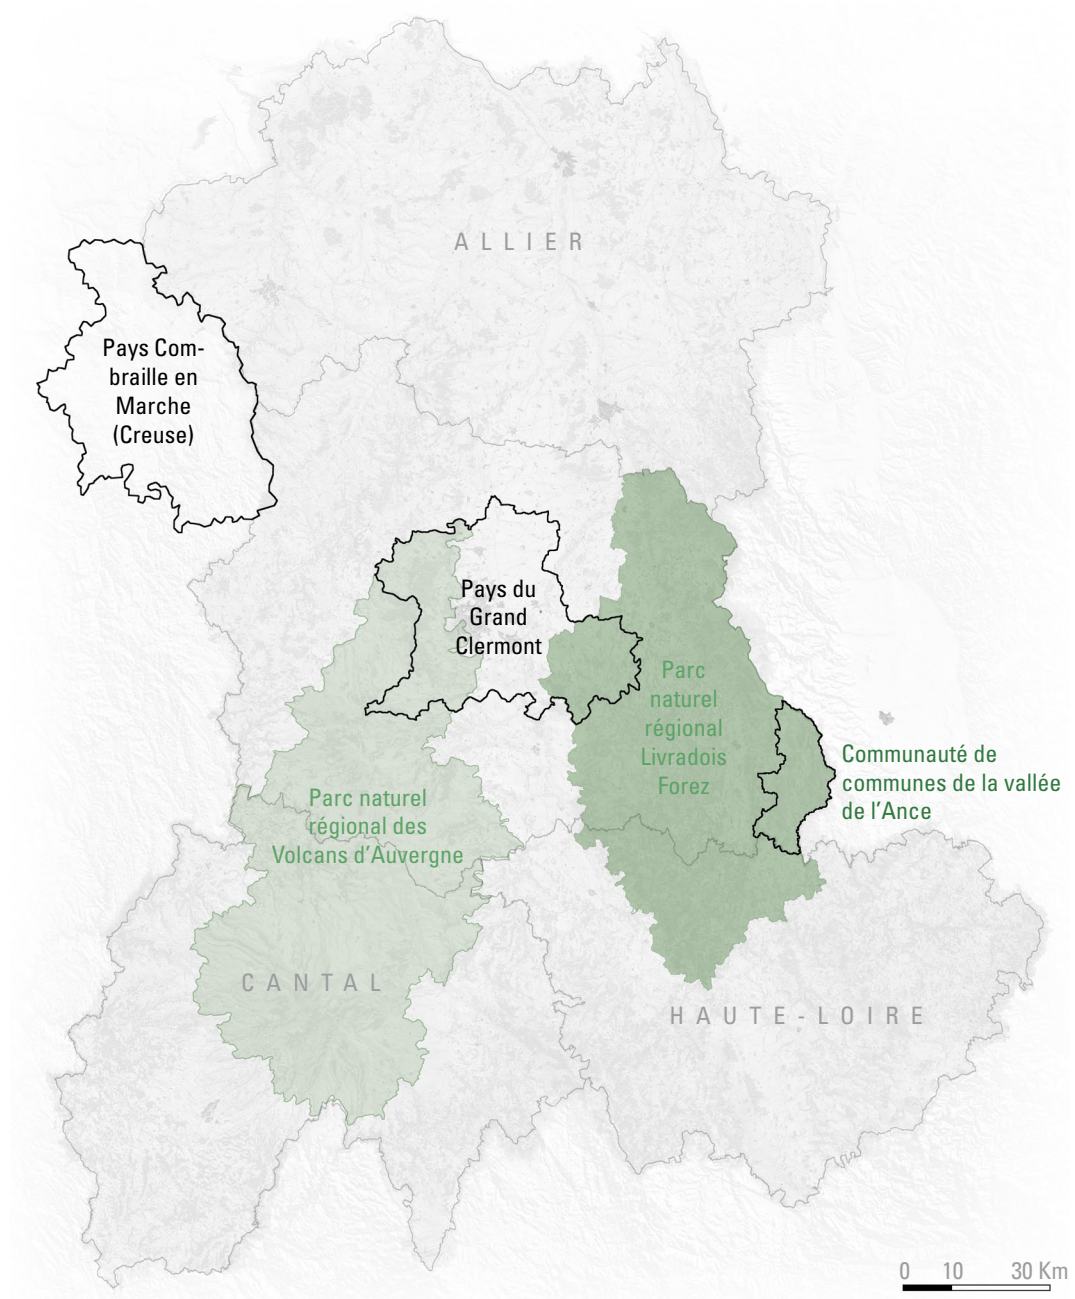 ALLIER
Pays Com-
braille en
Marche
(Creuse)
Pays du
Grand
Clermont
Parc
naturel
régional
Livradois
Forez
Communauté de
communes de la vallée
de l'Ance
Parc naturel
régional des
Volcans d'Auvergne
CANTAL
HAUTE-LOIRE
0 10 30 Km